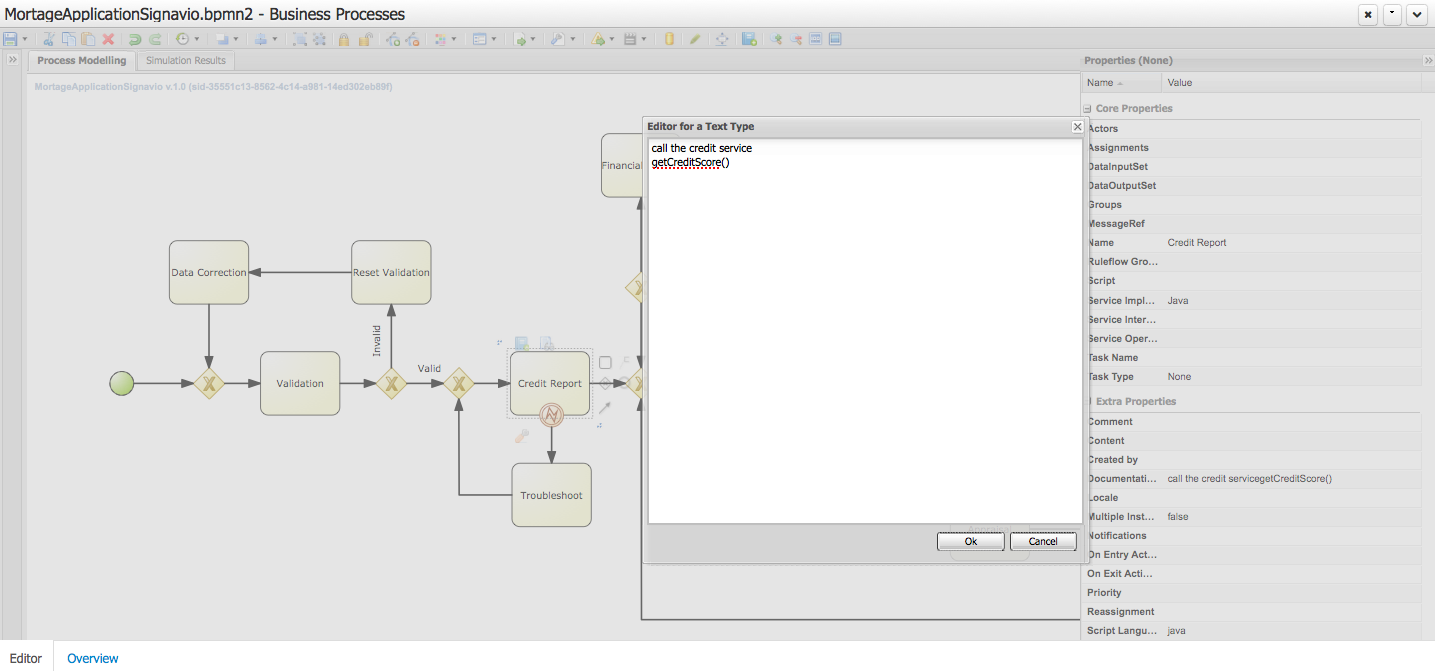 MortageApplicationSignavio.bpmn2 - Business Processes
Process Modelling
Simulation Results
MortageApplicationSignavio v.1.0 (sid-35551c13-8562-4c14-a981-14ed302eb89f)
Data Correction
Reset Validation
Invalid
Validation
Valid
Credit Report
Troubleshoot
Financial
Editor for a Text Type
call the credit service
getCreditScore()
Ok
Cancel
Properties (None)
Name
Value
Core Properties
Actors
Assignments
DataInputSet
DataOutputSet
Groups
MessageRef
Name Credit Report
Ruleflow Gro...
Script
Service Impl... Java
Service Inter...
Service Oper...
Task Name
Task Type None
Extra Properties
Comment
Content
Created by
Documentati... call the credit servicegetCreditScore()
Locale
Multiple Inst... false
Notifications
On Entry Act...
On Exit Acti...
Priority
Reassignment
Script Langu... java
Editor
Overview